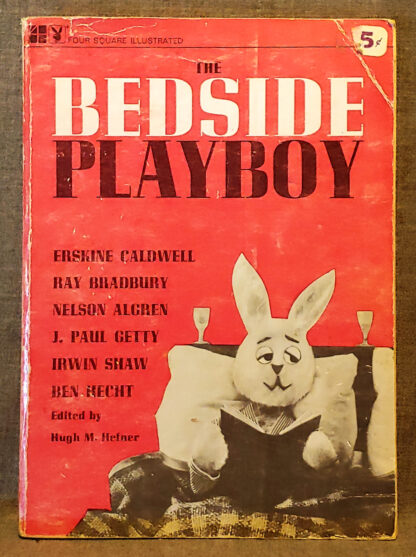 FOUR SQUARE ILLUSTRATED
5/-
THE
BEDSIDE
PLAYBOY
ERSKINE CALDWELL
RAY BRADBURY
NELSON ALGREN
J. PAUL GETTY
IRWIN SHAW
BEN HECHT
Edited by
Hugh M. Hefner